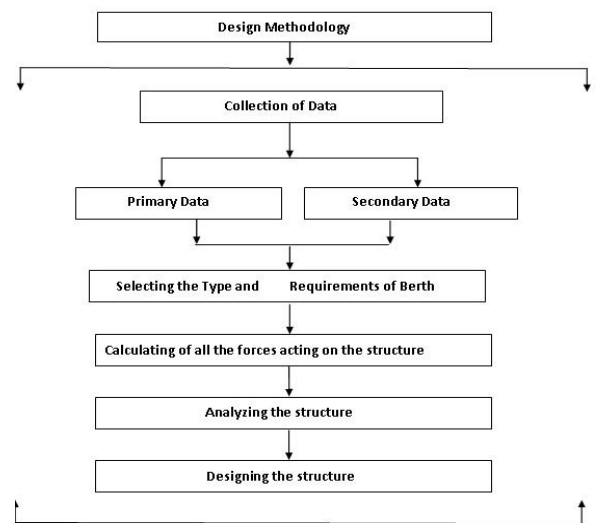 Design Methodology
Collection of Data
Primary Data
Secondary Data
Selecting the Type and Requirements of Berth
Calculating of all the forces acting on the structure
Analyzing the structure
Designing the structure